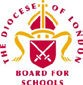 THE DIOCESE OF LONDON
BOARD FOR
SCHOOLS